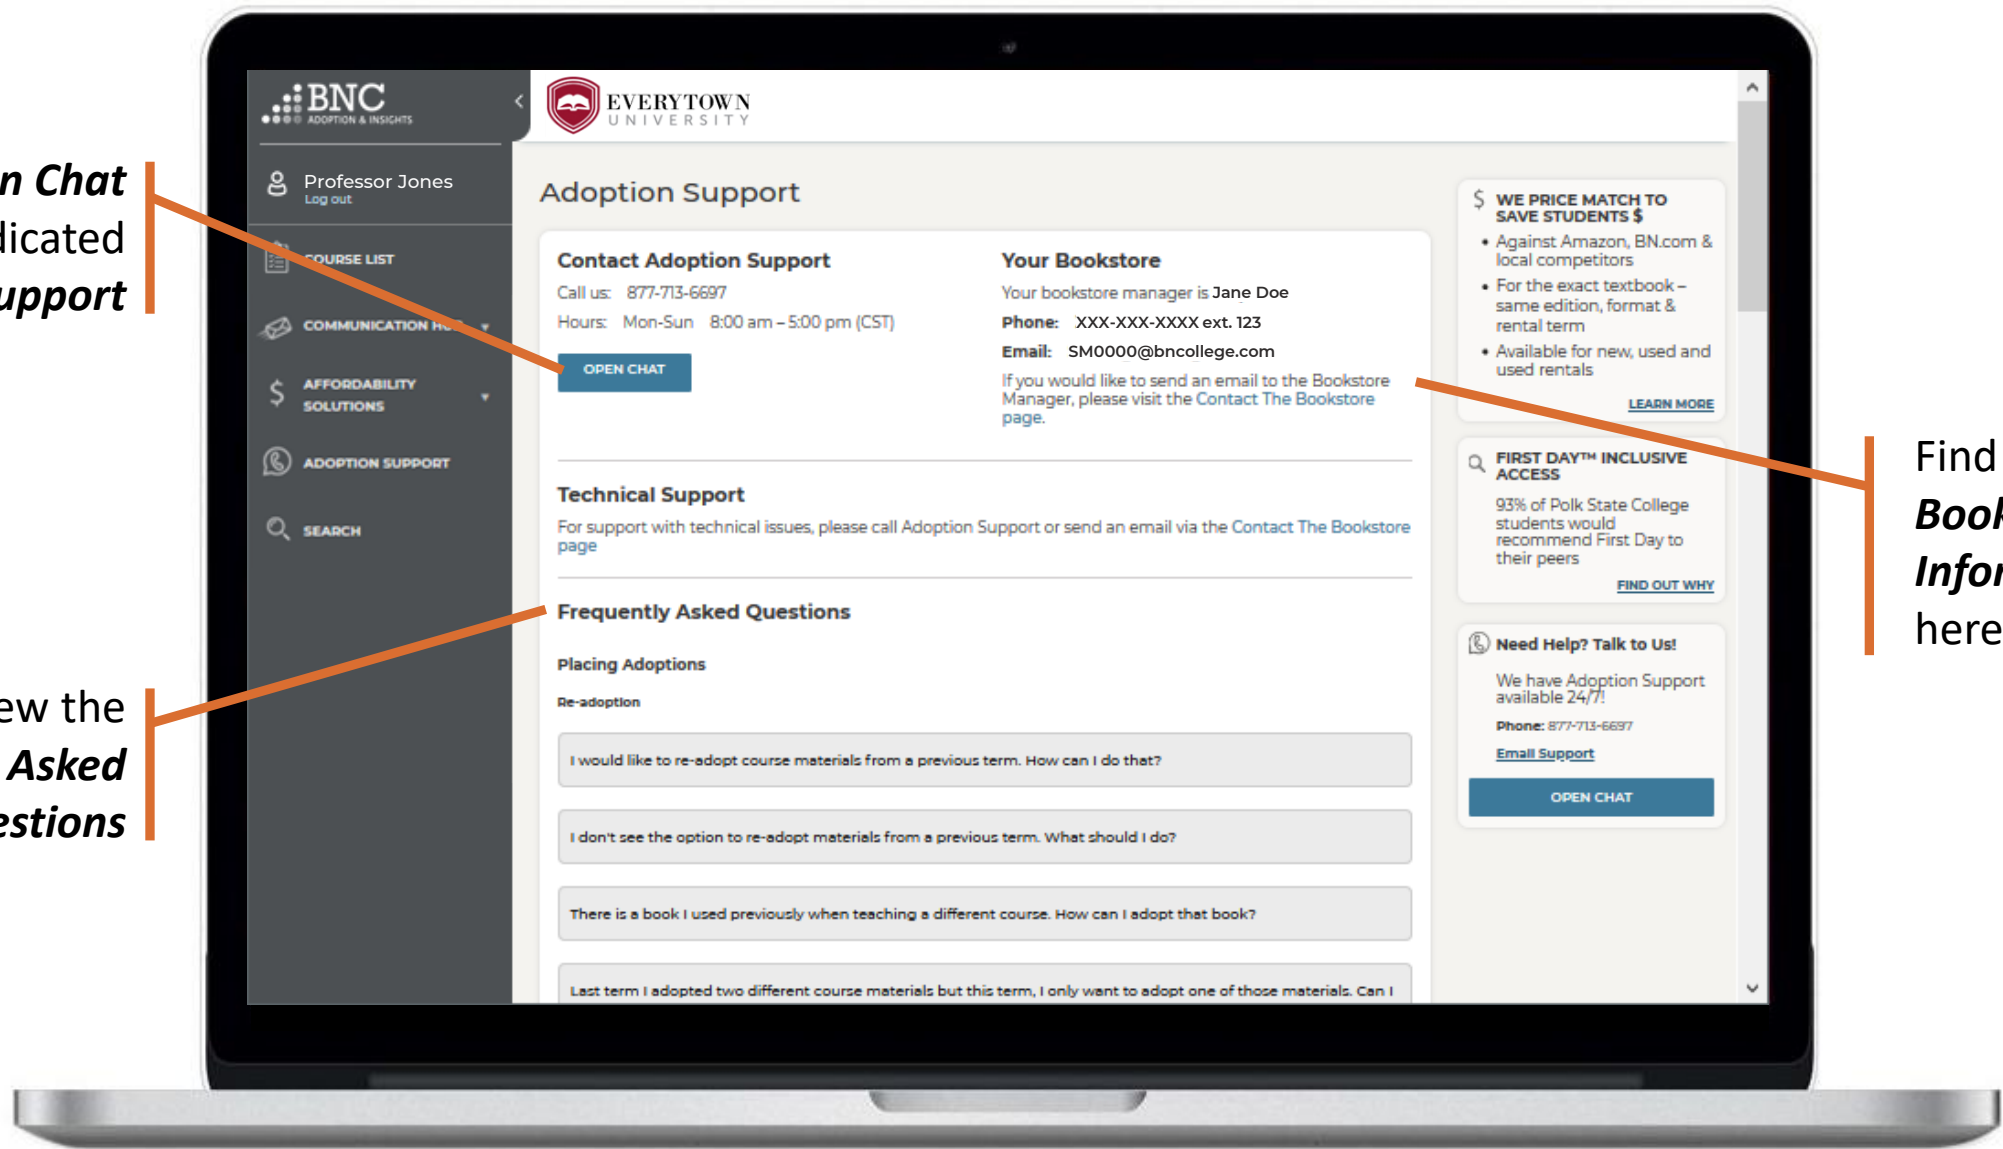 n Chat
licated
upport
ew the
Asked
estions
BNC
ADOPTION & INSIGHTS
<
Professor Jones
Log out
COURSE LIST
COMMUNICATION HUB
AFFORDABILITY
SOLUTIONS
ADOPTION SUPPORT
SEARCH
EVERYTOWN
UNIVERSITY
Adoption Support
Contact Adoption Support
Call us: 877-713-6697
Hours: Mon-Sun 8:00 am – 5:00 pm (CST)
OPEN CHAT
Your Bookstore
Your bookstore manager is Jane Doe
Phone: XXX-XXX-XXXX ext. 123
Email: SM0000@bncollege.com
If you would like to send an email to the Bookstore
Manager, please visit the Contact The Bookstore
page.
Technical Support
For support with technical issues, please call Adoption Support or send an email via the Contact The Bookstore
page
Frequently Asked Questions
Placing Adoptions
Re-adoption
I would like to re-adopt course materials from a previous term. How can I do that?
I don't see the option to re-adopt materials from a previous term. What should I do?
There is a book I used previously when teaching a different course. How can I adopt that book?
Last term I adopted two different course materials but this term, I only want to adopt one of those materials. Can I
$ WE PRICE MATCH TO
SAVE STUDENTS $
• Against Amazon, BN.com &
local competitors
• For the exact textbook –
same edition, format &
rental term
• Available for new, used and
used rentals
LEARN MORE
FIRST DAY™ INCLUSIVE
ACCESS
93% of Polk State College
students would
recommend First Day to
their peers
FIND OUT WHY
Need Help? Talk to Us!
We have Adoption Support
available 24/7!
Phone: 877-713-6697
Email Support
OPEN CHAT
Find
Book
Infor
here